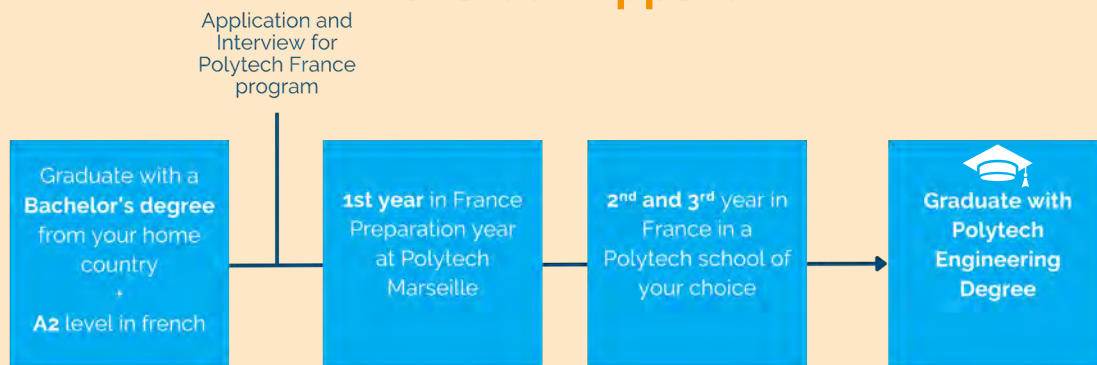 Application and
Interview for
Polytech France
program
Graduate with a
Bachelor's degree
from your home
country
+
A2 level in french
1st year in France
Preparation year
at Polytech
Marseille
2nd and 3rd year in
France in a
Polytech school of
your choice
Graduate with
Polytech
Engineering
Degree